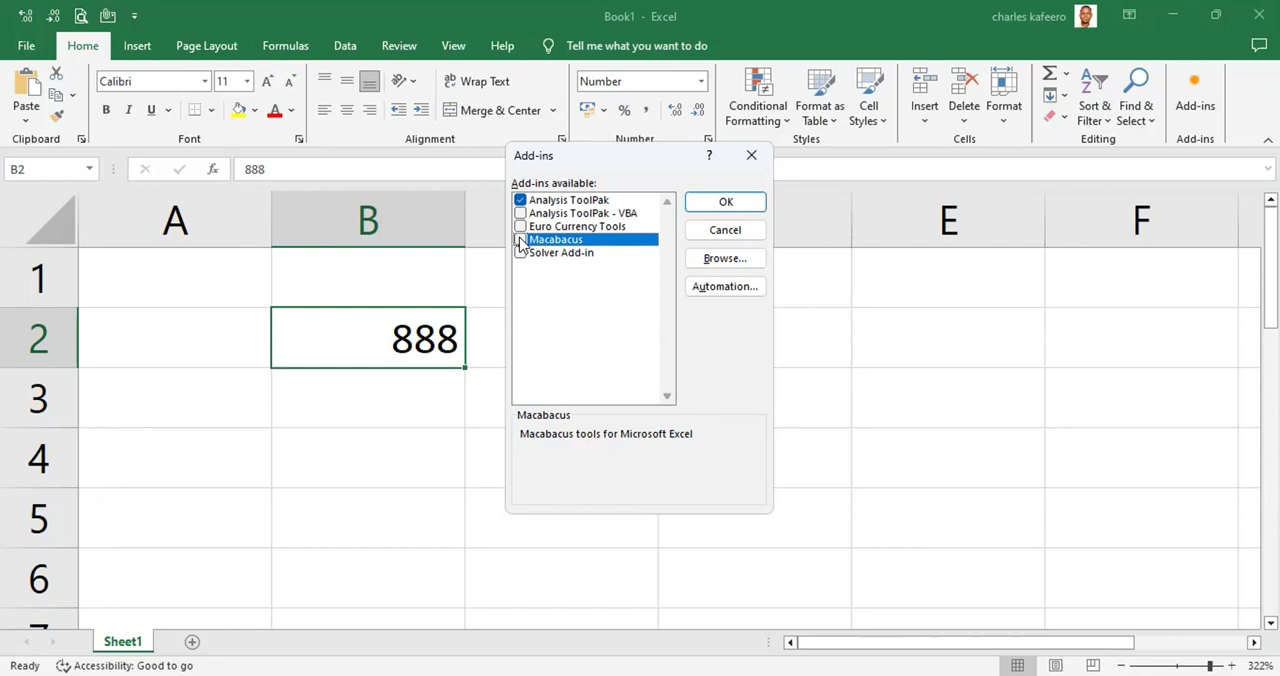 Book1 - Excel
charles kafeero
File Home Insert Page Layout Formulas Data Review View Help Tell me what you want to do
Paste
Clipboard
Calibri 11
B I U
Font
Wrap Text
Merge & Center
Alignment
Number
%
Number
Conditional Formatting
Format as Table
Cell Styles
Styles
Insert Delete Format
Cells
Sort & Filter
Find & Select
Editing
Add-ins
Add-ins
B2 fx 888
Add-ins ?
Add-ins available:
Analysis ToolPak
Analysis ToolPak - VBA
Euro Currency Tools
Macabacus
Solver Add-in
OK
Cancel
Browse...
Automation...
Macabacus
Macabacus tools for Microsoft Excel
A B E F
1
2 888
3
4
5
6
Sheet1
Ready Accessibility: Good to go 322%